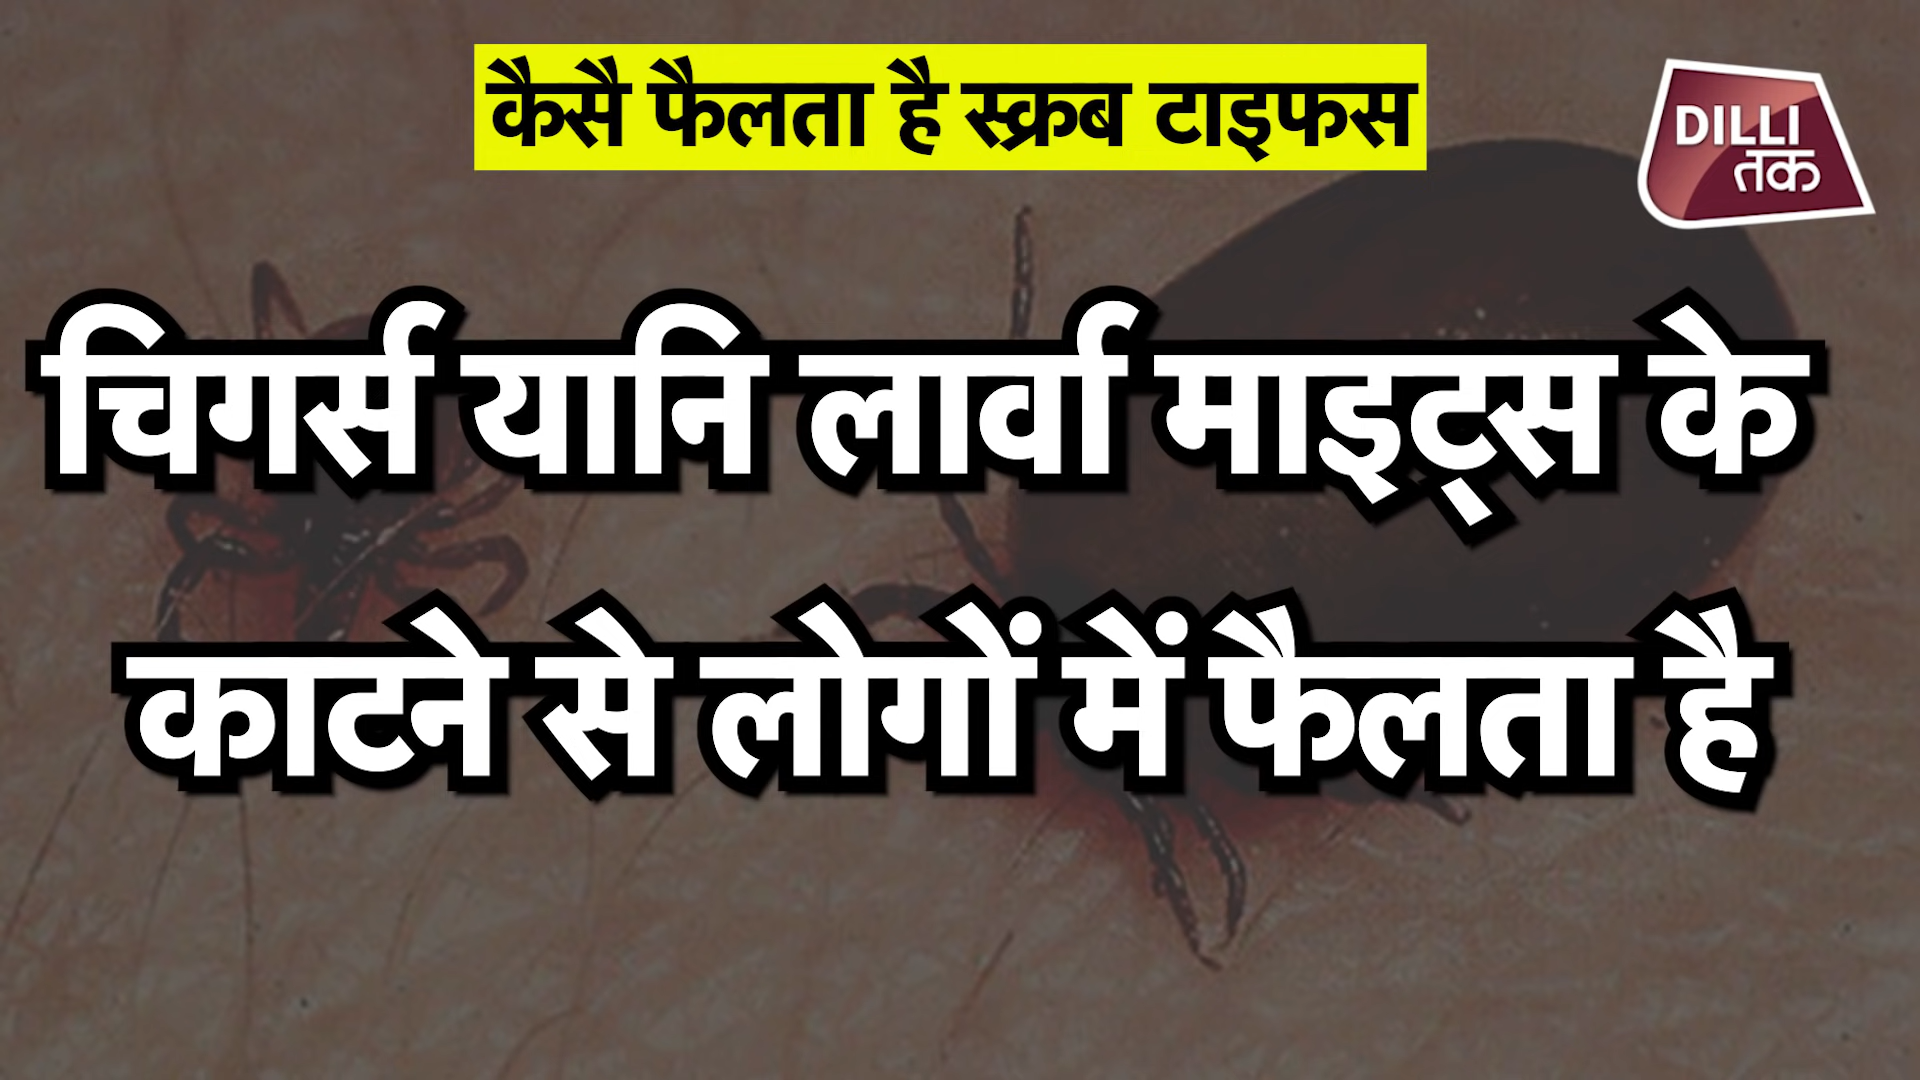 कैसै फैलता है स्क्रब टाइफस
DILLI
तक
चिगर्स यानि लार्वा माइट्स के
काटने से लोगों में फैलता है